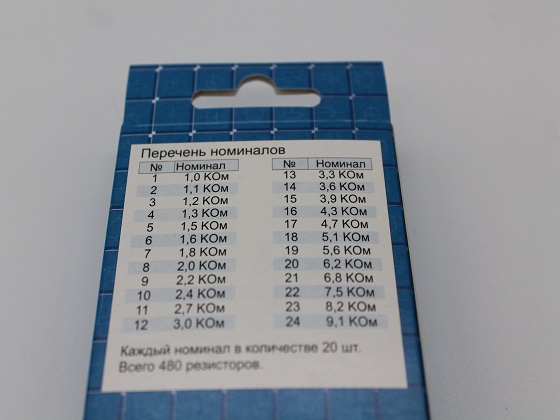 Перечень номиналов
№ Номинал
1 1,0 КОм
2 1,1 КОм
3 1,2 КОм
4 1,3 КОм
5 1,5 КОм
6 1,6 КОм
7 1,8 КОм
8 2,0 КОм
9 2,2 КОм
10 2,4 КОм
11 2,7 КОм
12 3,0 КОм
№ Номинал
13 3,3 КОм
14 3,6 КОм
15 3,9 КОм
16 4,3 КОм
17 4,7 КОм
18 5,1 КОм
19 5,6 КОм
20 6,2 КОм
21 6,8 КОм
22 7,5 КОм
23 8,2 КОм
24 9,1 КОм
Каждый номинал в количестве 20 шт.
Всего 480 резисторов.